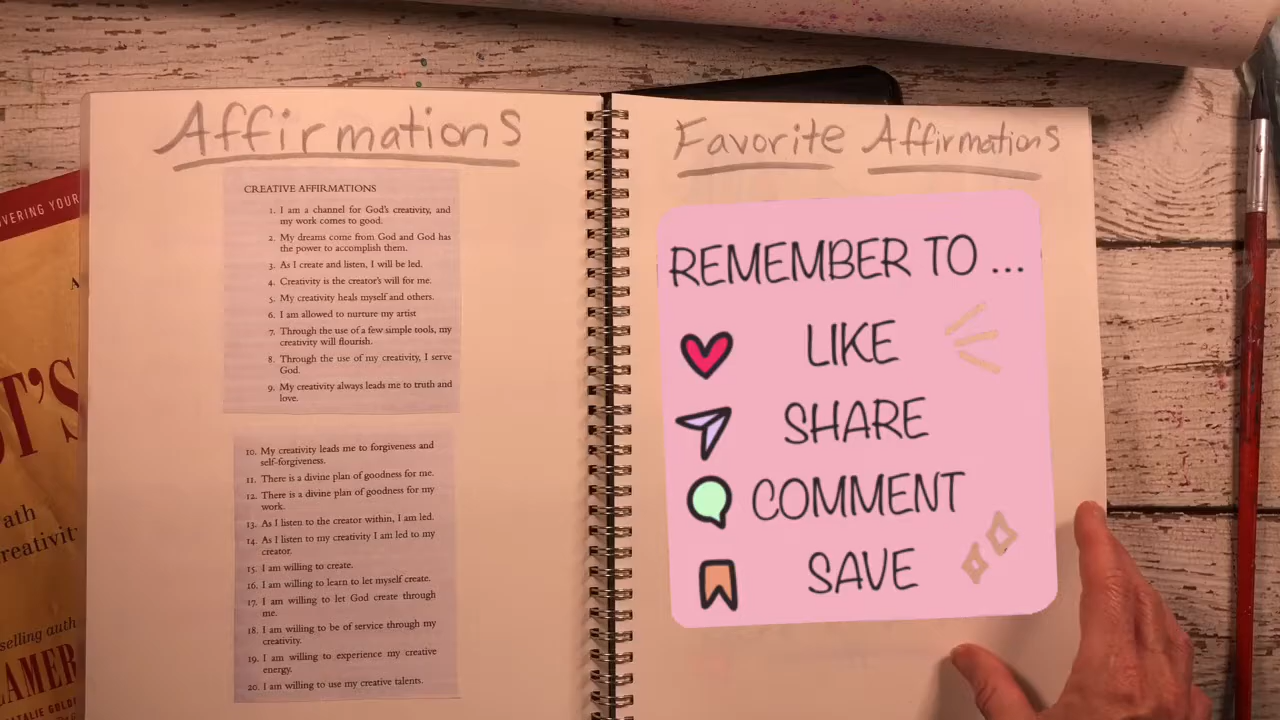 Affirmations
CREATIVE AFFIRMATIONS
1. I am a channel for God's creativity, and
my work comes to good.
2. My dreams come from God and God has
the power to accomplish them.
3. As I create and listen, I will be led.
4. Creativity is the creator's will for me.
5. My creativity heals myself and others.
6. I am allowed to nurture my artist
7. Through the use of a few simple tools, my
creativity will flourish.
8. Through the use of my creativity, I serve
God.
9. My creativity always leads me to truth and
love.
10. My creativity leads me to forgiveness and
self-forgiveness.
11. There is a divine plan of goodness for me.
12. There is a divine plan of goodness for my
work.
13. As I listen to the creator within, I am led.
14. As I listen to my creativity I am led to my
creator.
15. I am willing to create.
16. I am willing to learn to let myself create.
17. I am willing to let God create through
me.
18. I am willing to be of service through my
creativity.
19. I am willing to experience my creative
energy.
20. I am willing to use my creative talents.
Favorite Affirmations
REMEMBER TO ...
LIKE
SHARE
COMMENT
SAVE
VERING YOUR
A
OT'S
ath
reativit
selling auth
AMER
NATALIE GOLD